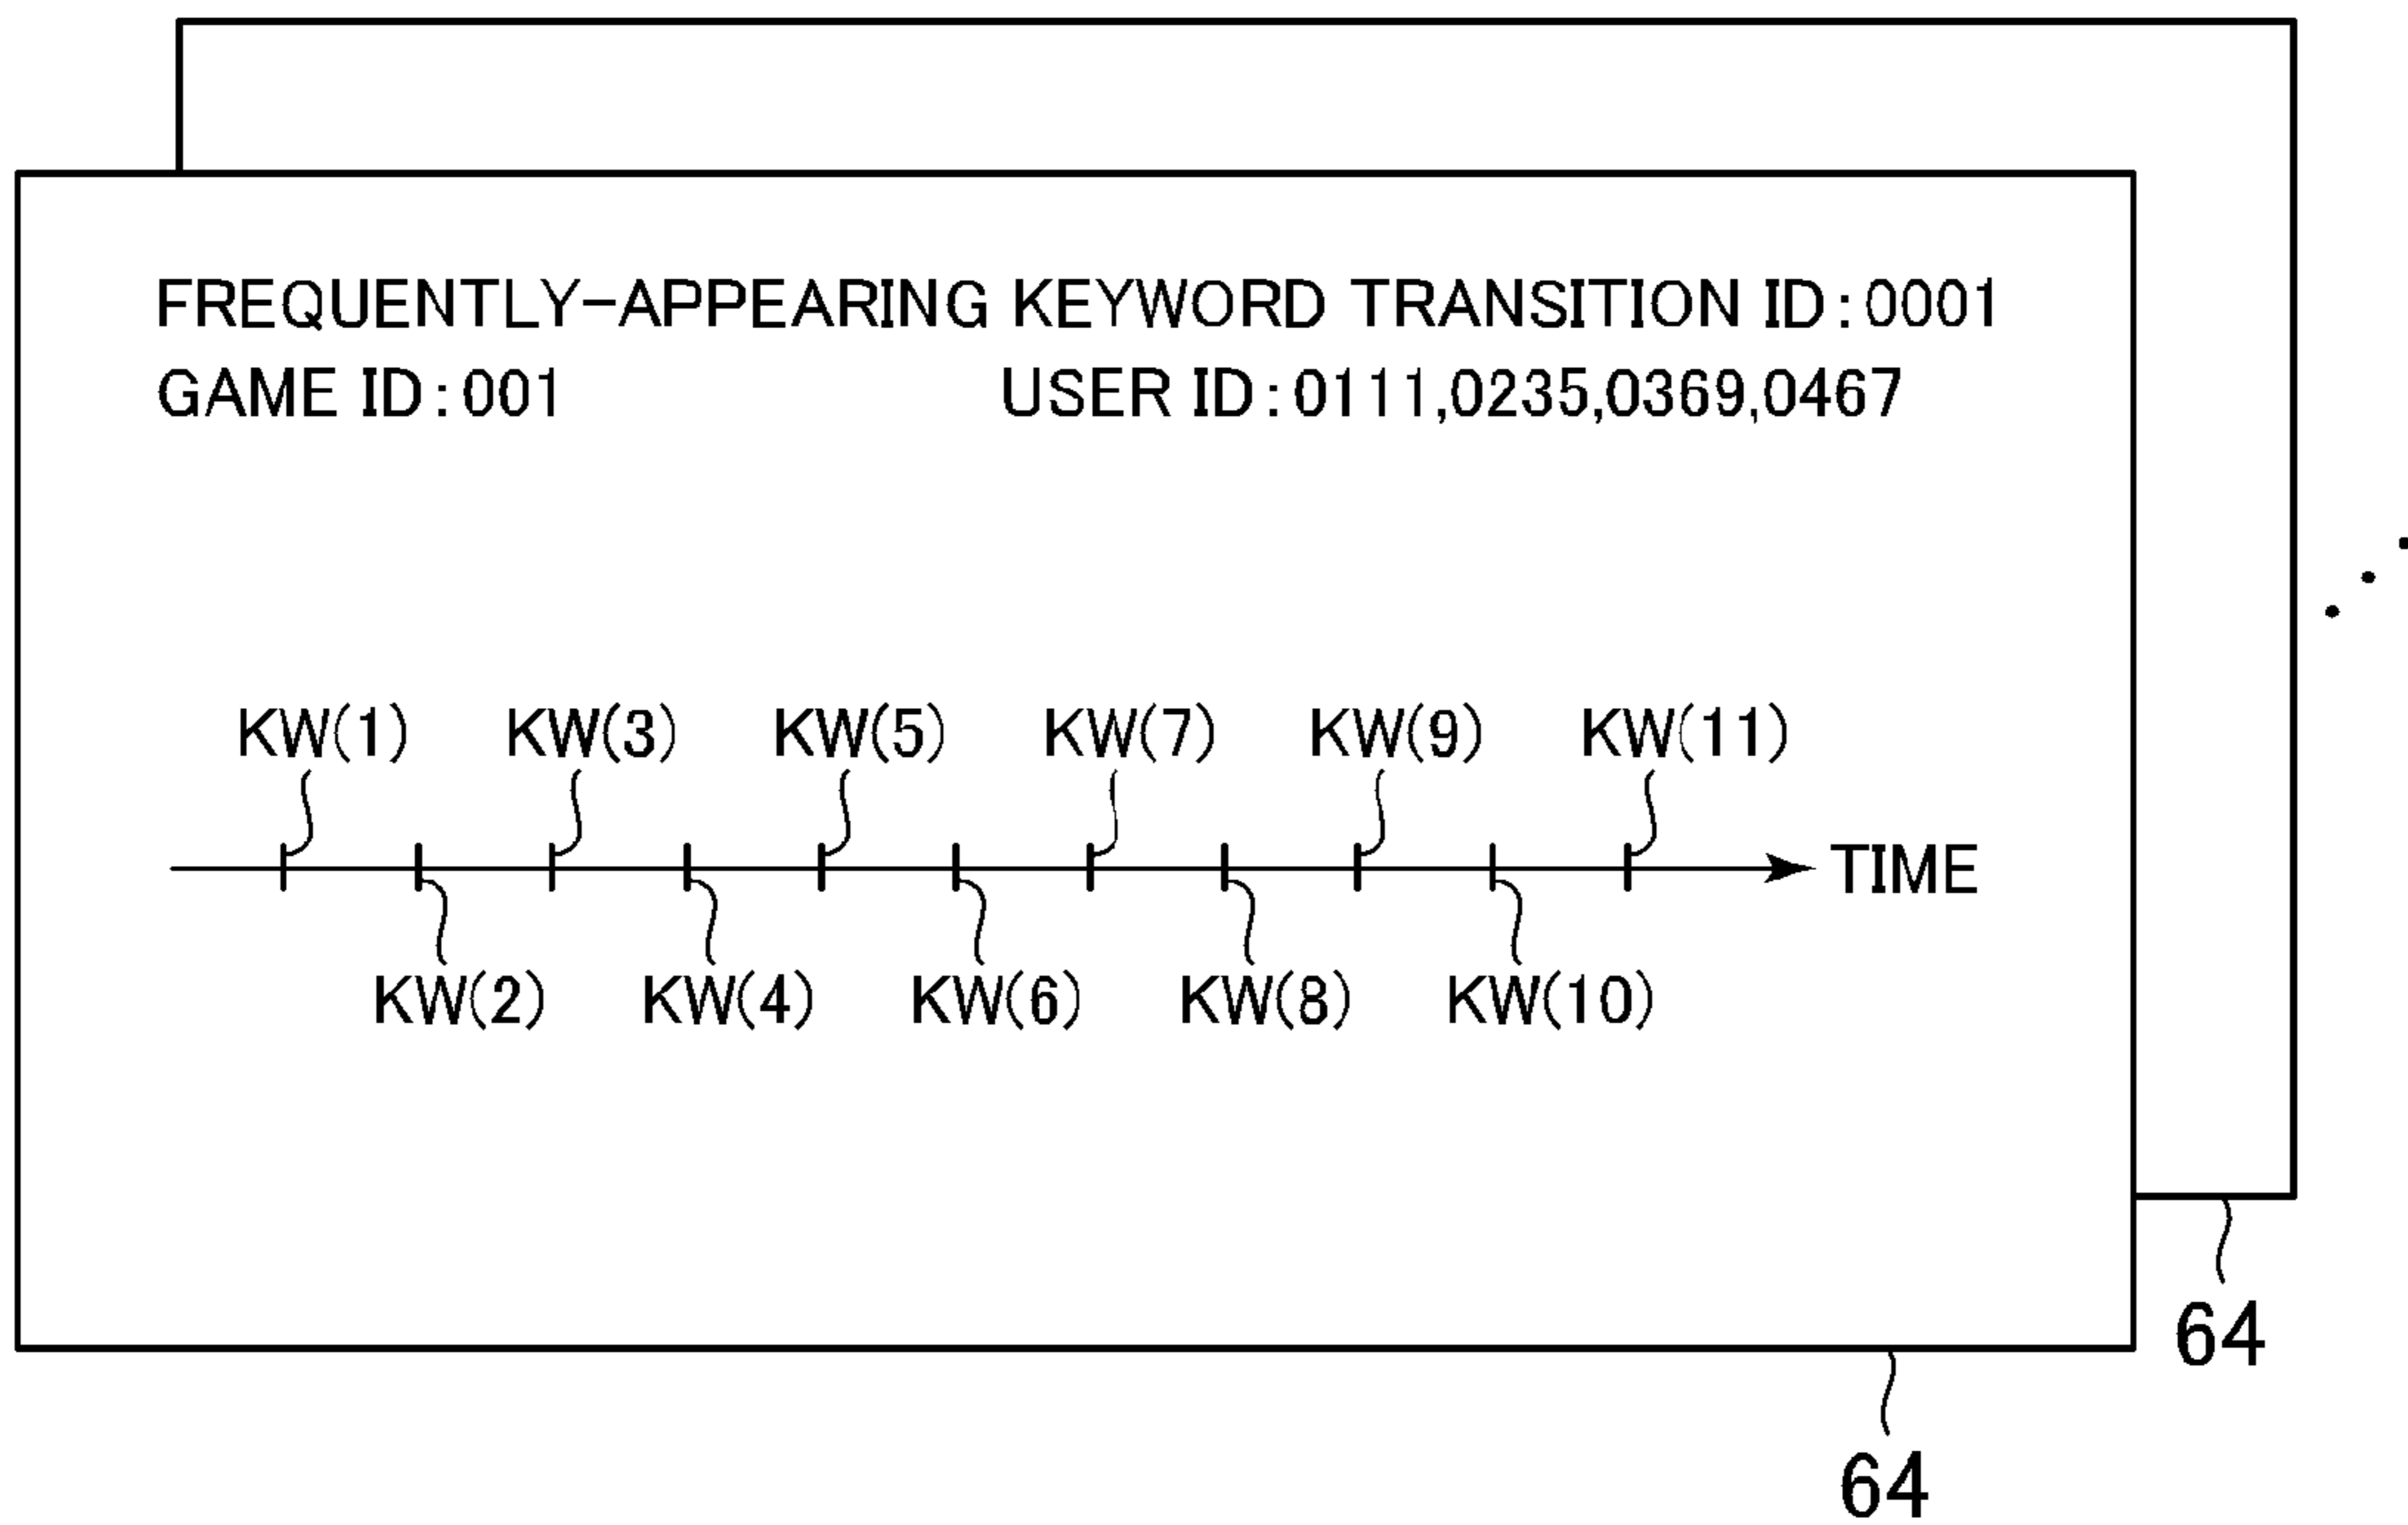 FREQUENTLY-APPEARING KEYWORD TRANSITION ID:0001
GAME ID:001 USER ID:0111,0235,0369,0467
KW(1) KW(3) KW(5) KW(7) KW(9) KW(11)
TIME
KW(2) KW(4) KW(6) KW(8) KW(10)
64
64